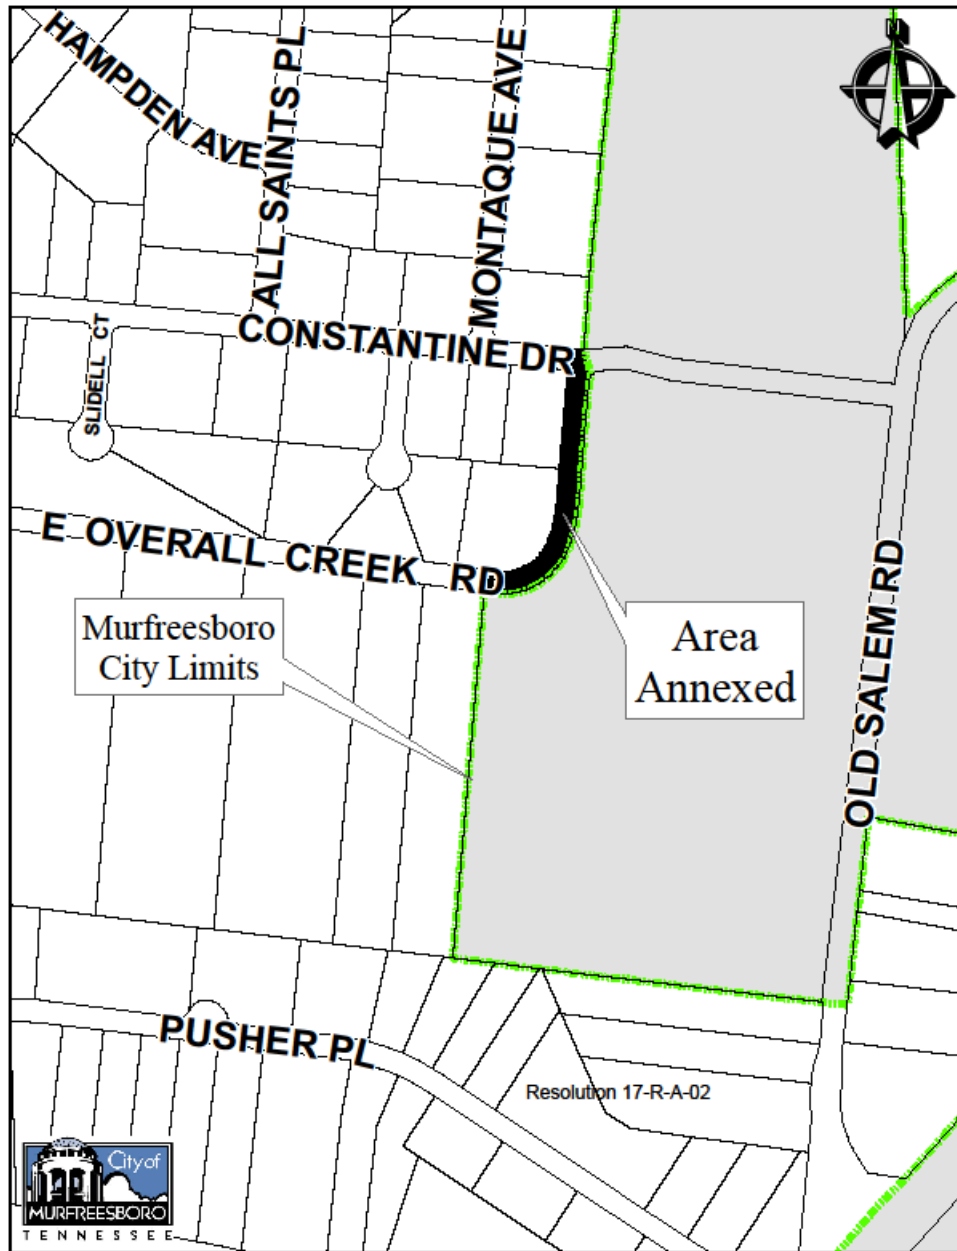 N
HAMPDEN AVE
ALL SAINTS PL
MONTAQUE AVE
CONSTANTINE DR
SLIDELL CT
E OVERALL CREEK RD
Murfreesboro
City Limits
Area
Annexed
OLD SALEM RD
PUSHER PL
Resolution 17-R-A-02
City of
MURFREESBORO
TENNESSEE